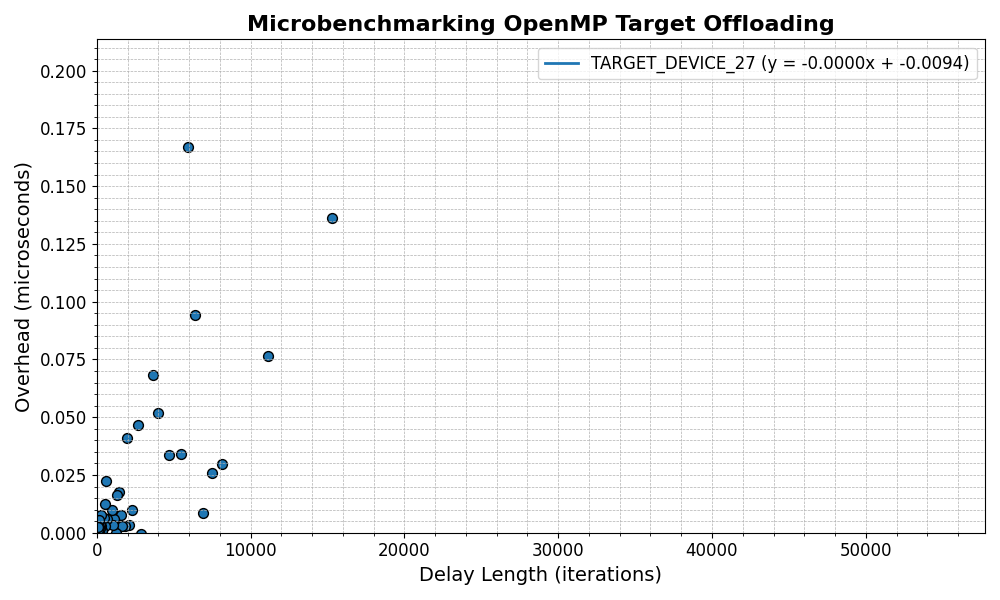 Microbenchmarking OpenMP Target Offloading
TARGET_DEVICE_27 (y = -0.0000x + -0.0094)
Overhead (microseconds)
0.200
0.175
0.150
0.125
0.100
0.075
0.050
0.025
0.000
0 10000 20000 30000 40000 50000
Delay Length (iterations)